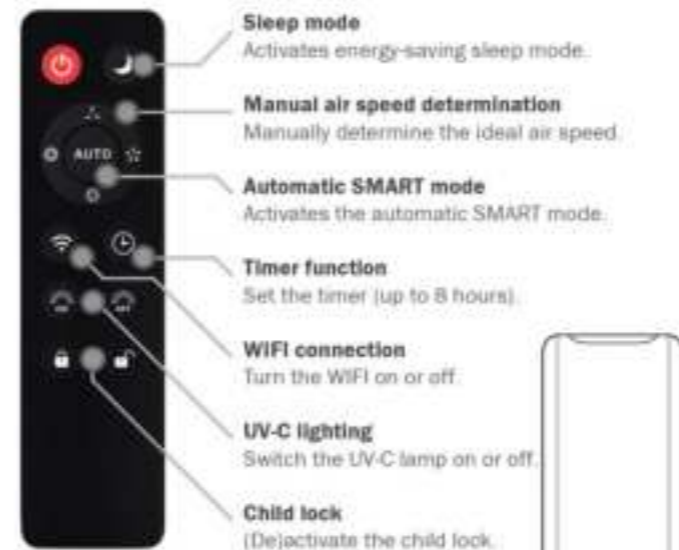 Sleep mode
Activates energy-saving sleep mode.
Manual air speed determination
Manually determine the ideal air speed.
AUTO
Automatic SMART mode
Activates the automatic SMART mode.
Timer function
Set the timer (up to 8 hours).
WIFI connection
Turn the WIFI on or off.
UV-C lighting
Switch the UV-C lamp on or off.
Child lock
(De)activate the child lock.